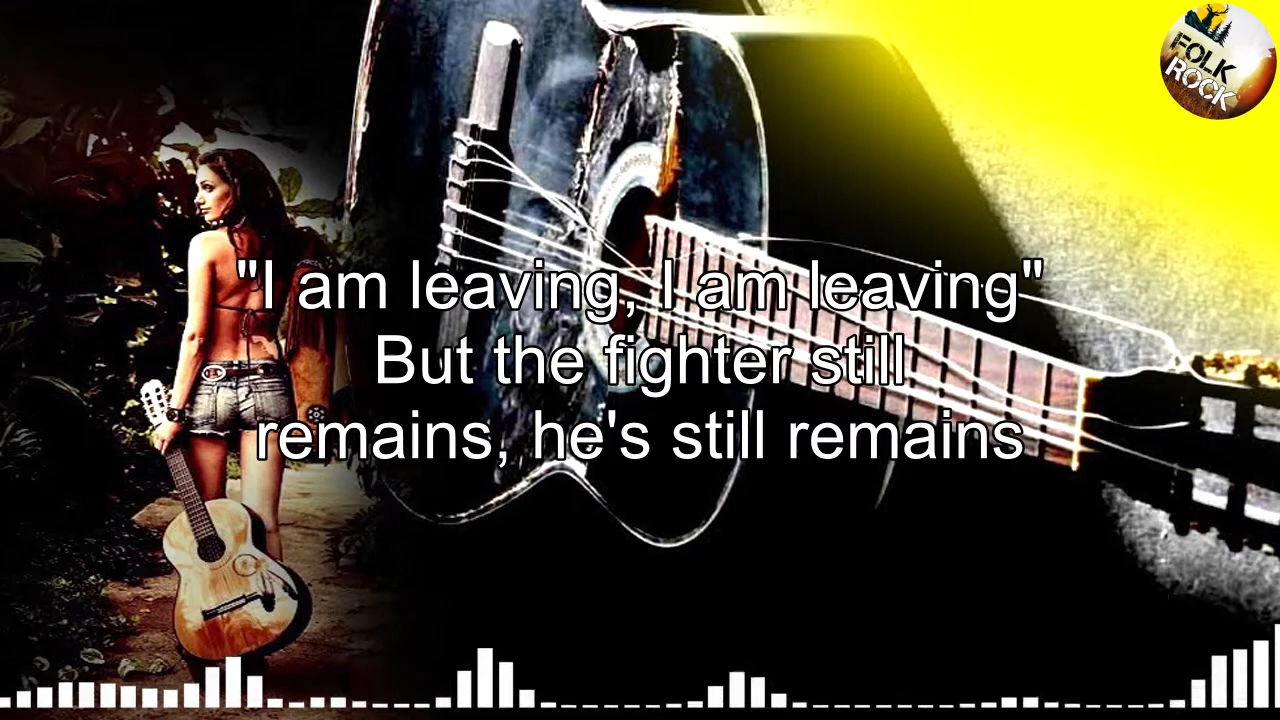 FOLK
ROCK
"I am leaving, I am leaving"
But the fighter still
remains, he's still remains